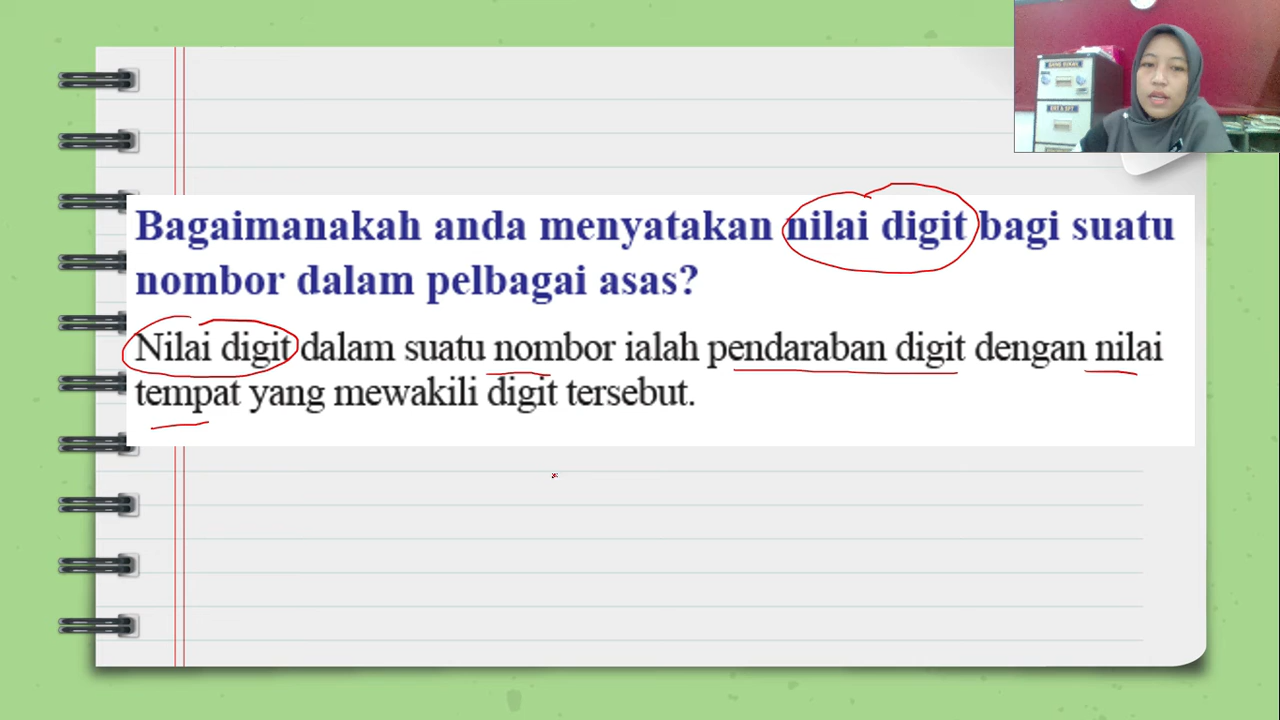 Bagaimanakah anda menyatakan nilai digit bagi suatu
nombor dalam pelbagai asas?
Nilai digit dalam suatu nombor ialah pendaraban digit dengan nilai
tempat yang mewakili digit tersebut.